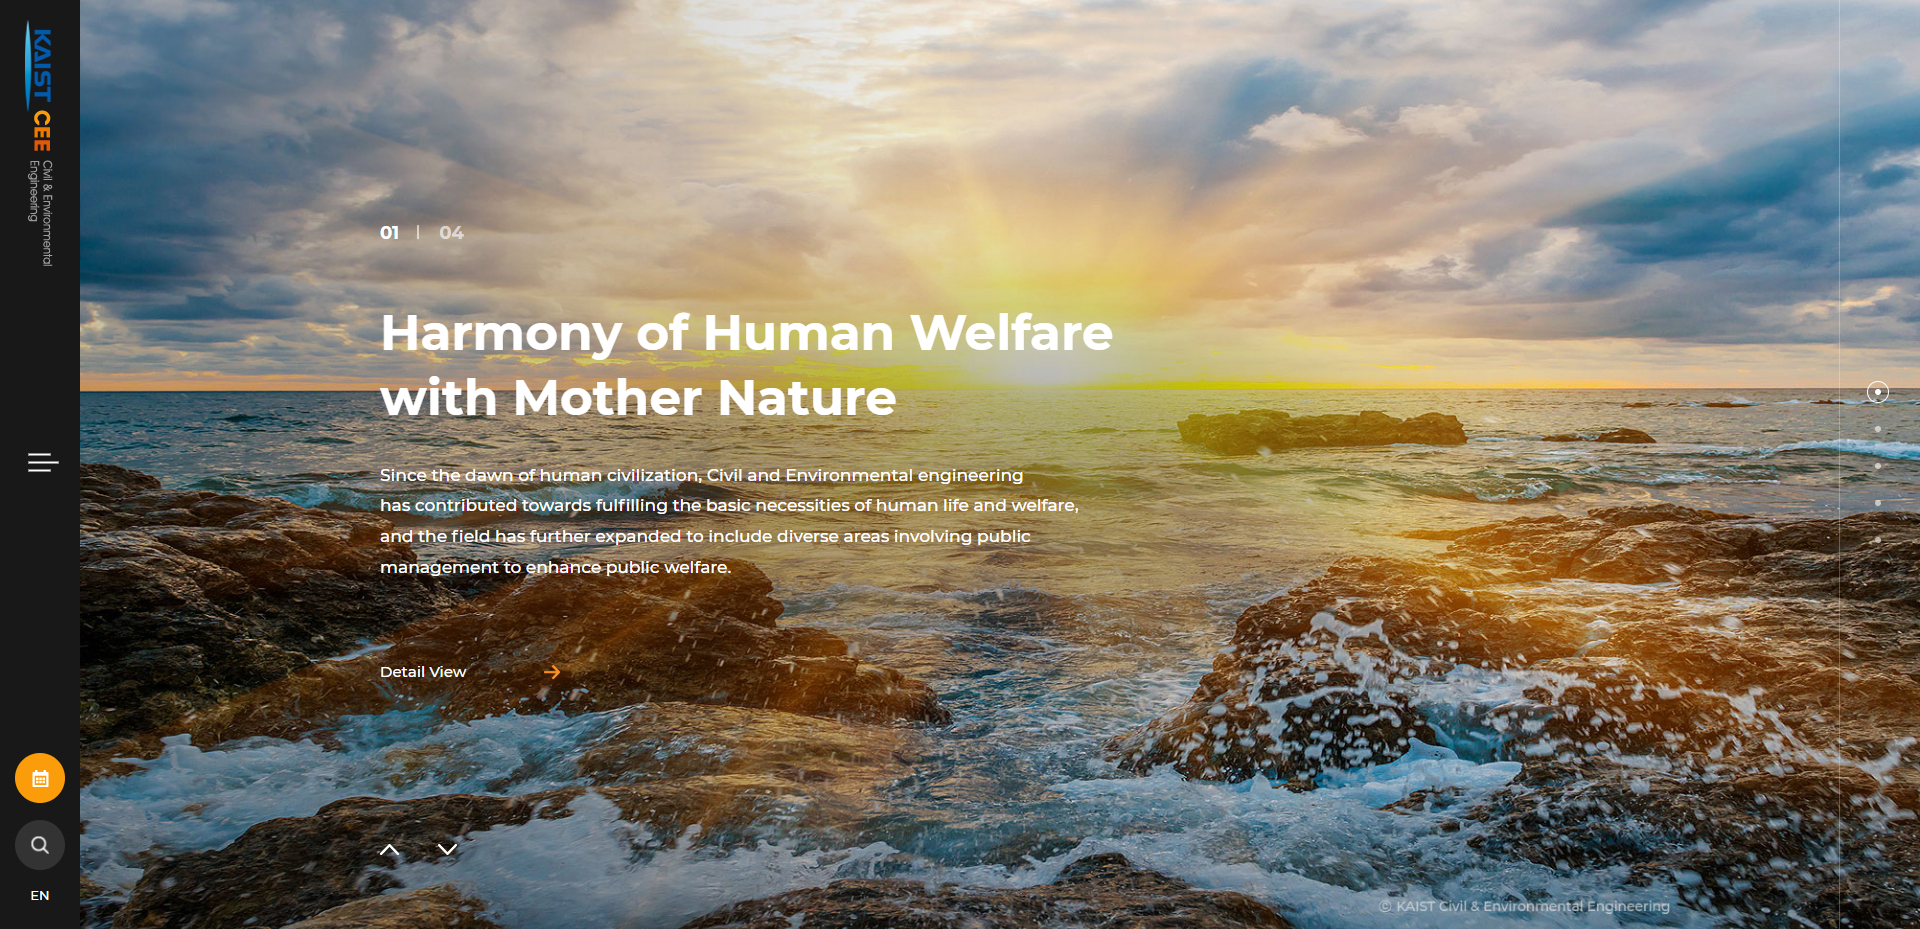 KAIST CEE
Civil & Environmental
Engineering
EN
01 | 04
Harmony of Human Welfare
with Mother Nature
Since the dawn of human civilization, Civil and Environmental engineering
has contributed towards fulfilling the basic necessities of human life and welfare,
and the field has further expanded to include diverse areas involving public
management to enhance public welfare.
Detail View
© KAIST Civil & Environmental Engineering